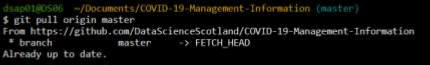 dsap01@DS06 ~/Documents/COVID-19-Management-Information (master)
$ git pull origin master
From https://github.com/DataScienceScotland/COVID-19-Management-Information
* branch master -> FETCH_HEAD
Already up to date.